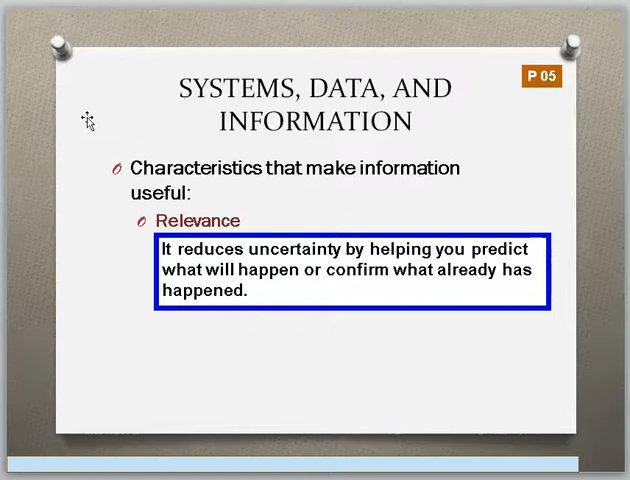 P 05
SYSTEMS, DATA, AND
INFORMATION
Characteristics that make information
useful:
Relevance
It reduces uncertainty by helping you predict
what will happen or confirm what already has
happened.